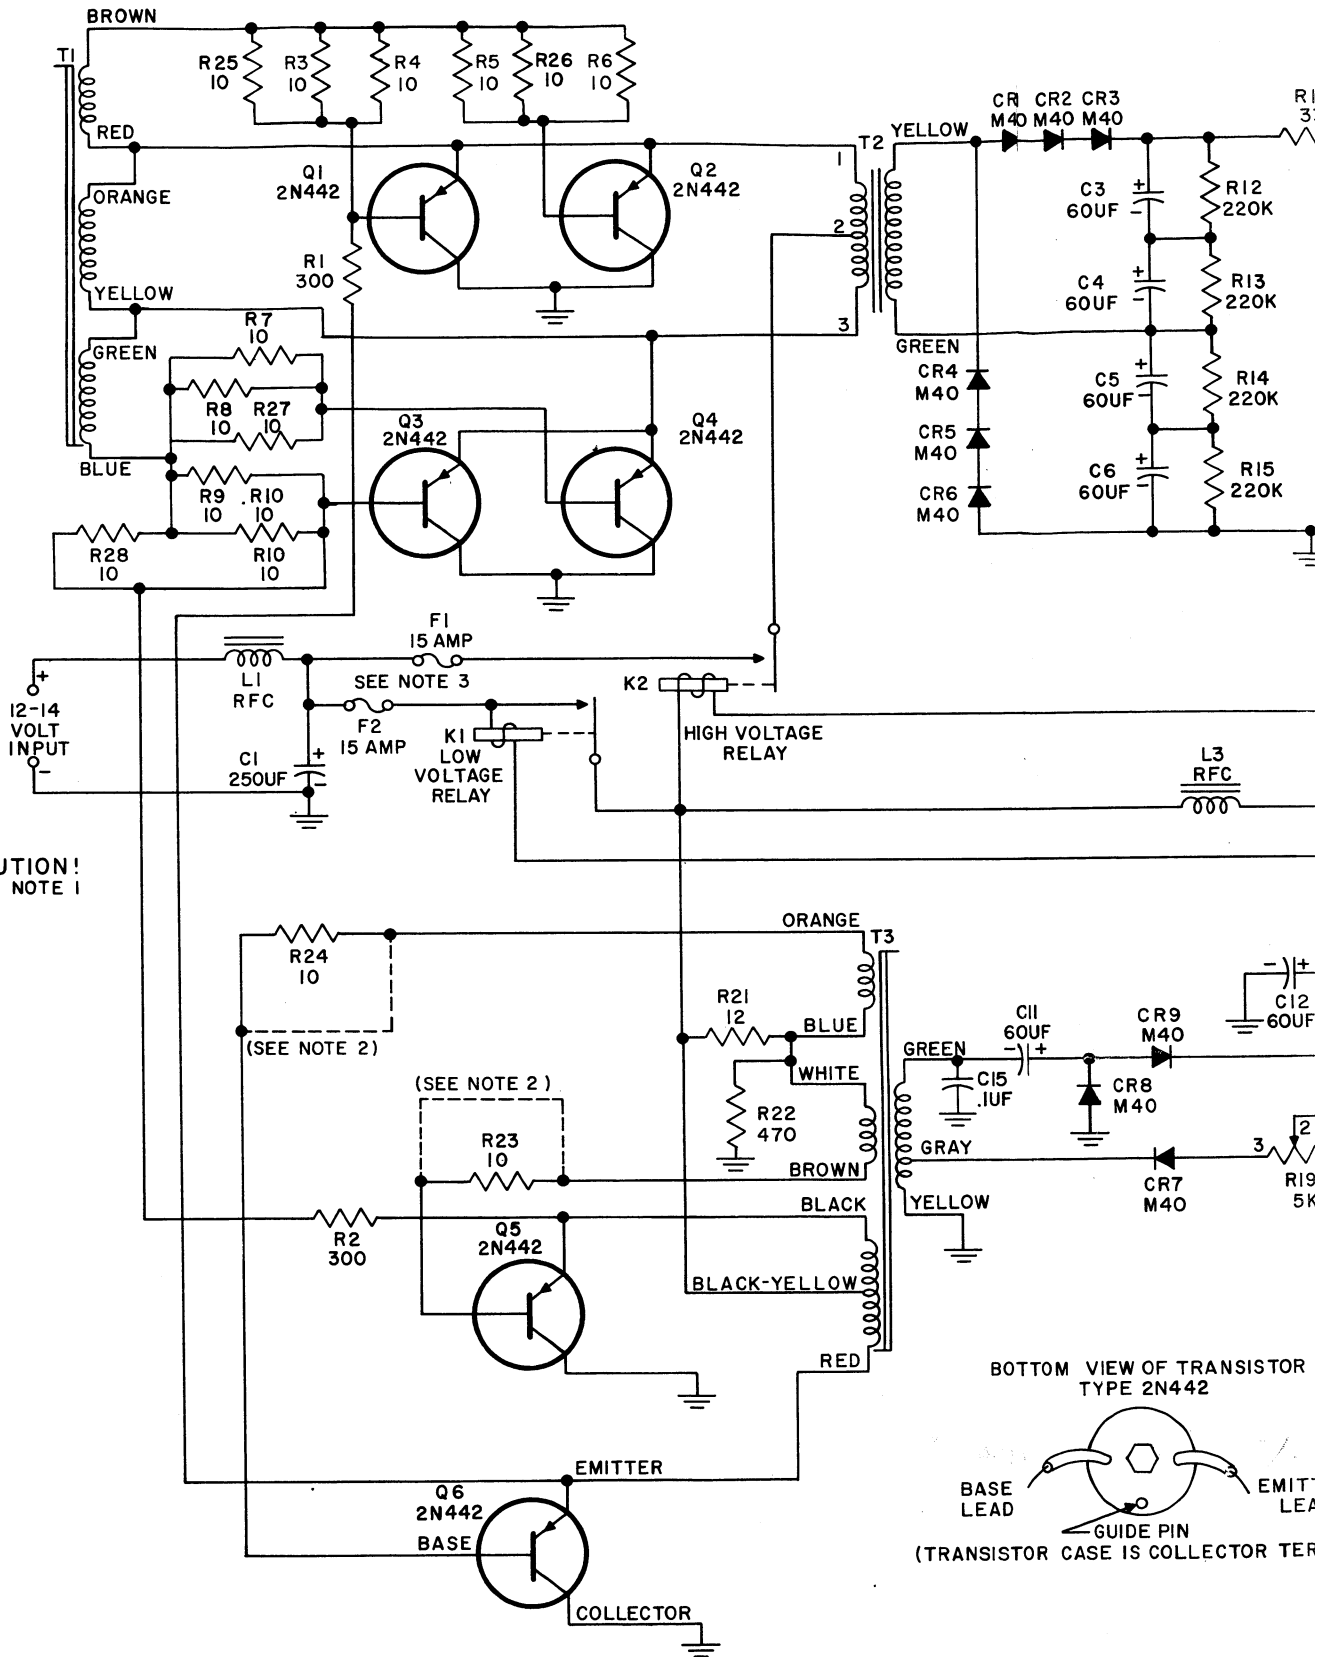 BROWN
T1
R25
10
R3
10
R4
10
R5
10
R26
10
R6
10
RED
ORANGE
YELLOW
GREEN
BLUE
Q1
2N442
Q2
2N442
R1
300
R7
10
R8
10
R27
10
R9
10
.R10
10
R28
10
R10
10
Q3
2N442
Q4
2N442
1
2
3
T2
YELLOW
GREEN
CR1
M40
CR2
M40
CR3
M40
C3
60UF
+
-
R12
220K
C4
60UF
+
-
R13
220K
C5
60UF
+
-
R14
220K
C6
60UF
+
-
R15
220K
CR4
M40
CR5
M40
CR6
M40
+
12-14
VOLT
INPUT
-
L1
RFC
F1
15 AMP
SEE NOTE 3
F2
15 AMP
C1
250UF
+
-
K1
LOW
VOLTAGE
RELAY
K2
HIGH VOLTAGE
RELAY
L3
RFC
UTION!
NOTE 1
R24
10
(SEE NOTE 2)
ORANGE
T3
R21
12
BLUE
WHITE
R22
470
(SEE NOTE 2)
R23
10
BROWN
BLACK
R2
300
Q5
2N442
BLACK-YELLOW
RED
GREEN
C15
.1UF
C11
60UF
- +
CR9
M40
CR8
M40
- +
C12
60UF
GRAY
CR7
M40
3
2
R19
5K
YELLOW
EMITTER
Q6
2N442
BASE
COLLECTOR
BOTTOM VIEW OF TRANSISTOR
TYPE 2N442
BASE
LEAD
EMITT
LEA
GUIDE PIN
(TRANSISTOR CASE IS COLLECTOR TER